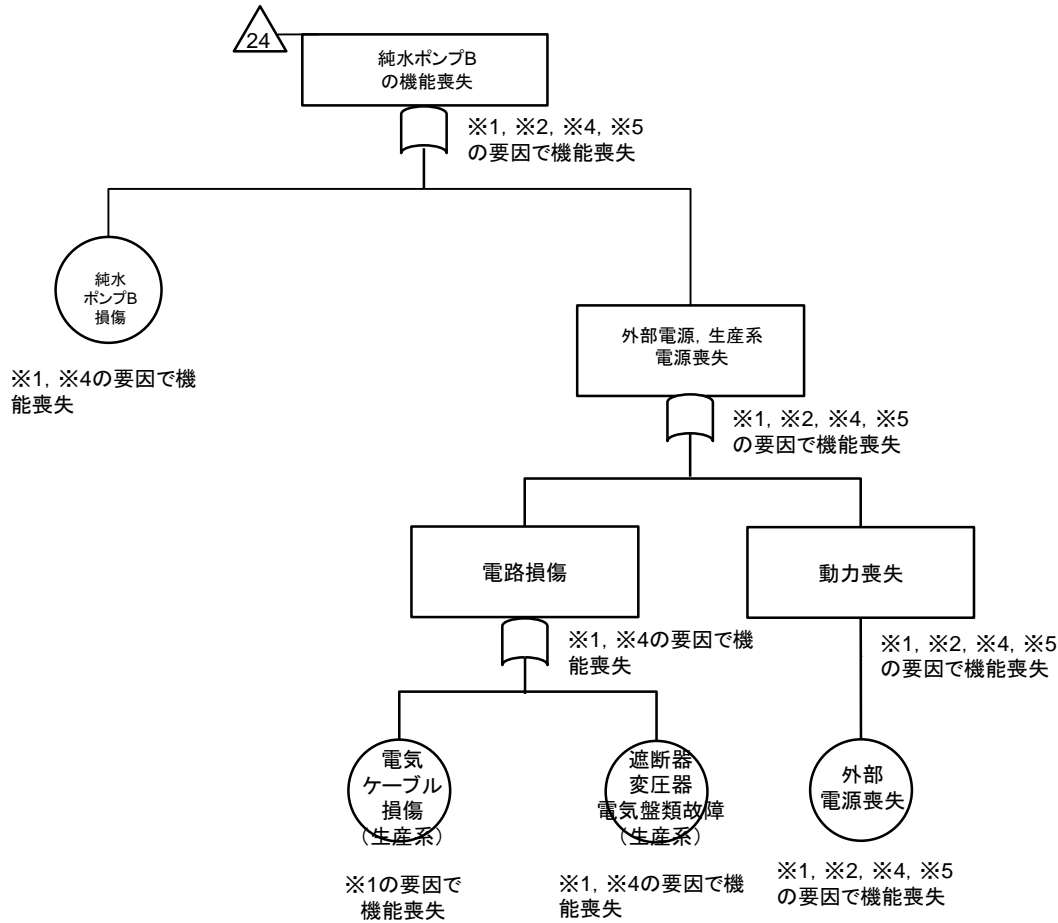 24
純水ポンプB
の機能喪失
※1, ※2, ※4, ※5
の要因で機能喪失
純水
ポンプB
損傷
※1, ※4の要因で機
能喪失
外部電源, 生産系
電源喪失
※1, ※2, ※4, ※5
の要因で機能喪失
電路損傷
※1, ※4の要因で機
能喪失
動力喪失
※1, ※2, ※4, ※5
の要因で機能喪失
電気
ケーブル
損傷
（生産系）
※1の要因で
機能喪失
遮断器
変圧器
電気盤類故障
（生産系）
※1, ※4の要因で機
能喪失
外部
電源喪失
※1, ※2, ※4, ※5
の要因で機能喪失